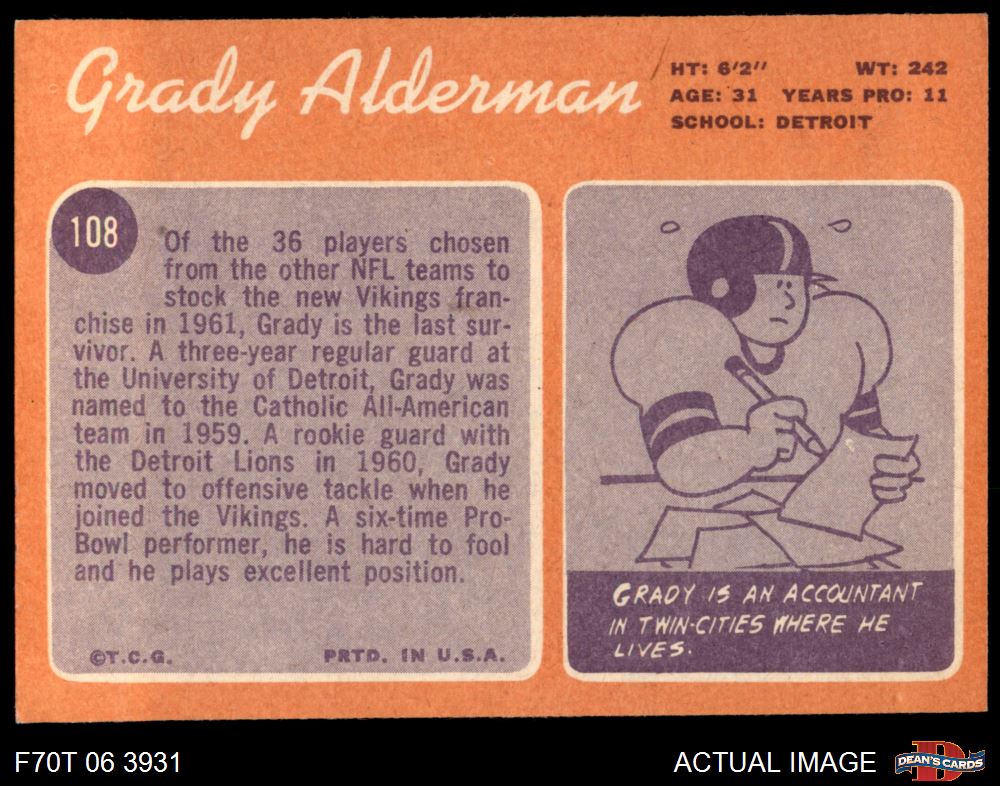 Grady Alderman
HT: 6'2" WT: 242
AGE: 31 YEARS PRO: 11
SCHOOL: DETROIT
108
Of the 36 players chosen
from the other NFL teams to
stock the new Vikings fran-
chise in 1961, Grady is the last sur-
vivor. A three-year regular guard at
the University of Detroit, Grady was
named to the Catholic All-American
team in 1959. A rookie guard with
the Detroit Lions in 1960, Grady
moved to offensive tackle when he
joined the Vikings. A six-time Pro-
Bowl performer, he is hard to fool
and he plays excellent position.
©T.C.G. PRTD. IN U.S.A.
GRADY IS AN ACCOUNTANT
IN TWIN-CITIES WHERE HE
LIVES.
F70T 06 3931 ACTUAL IMAGE
D
DEAN'S CARDS